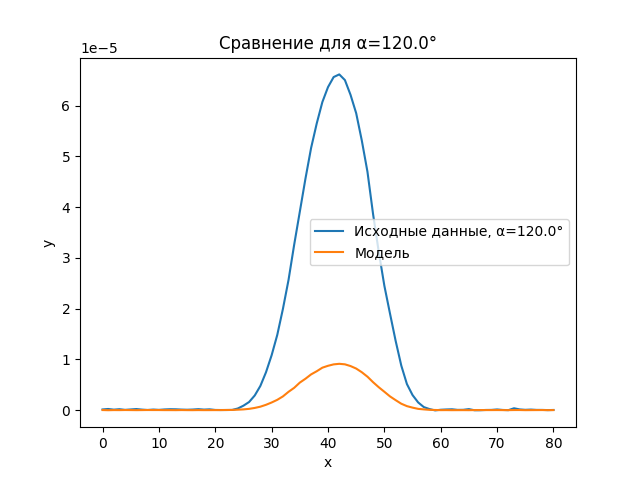 Сравнение для α=120.0°
1e−5
6
5
4
3
2
1
0
y
Исходные данные, α=120.0°
Модель
0 10 20 30 40 50 60 70 80
x